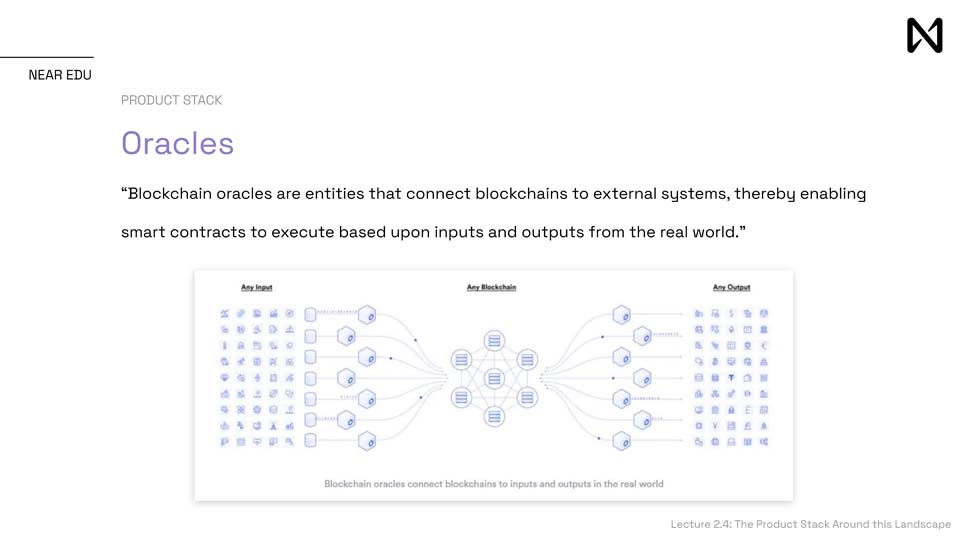 NEAR EDU
PRODUCT STACK
Oracles
“Blockchain oracles are entities that connect blockchains to external systems, thereby enabling
smart contracts to execute based upon inputs and outputs from the real world.”
Any Input
Any Blockchain
Any Output
Blockchain oracles connect blockchains to inputs and outputs in the real world
Lecture 2.4: The Product Stack Around this Landscape